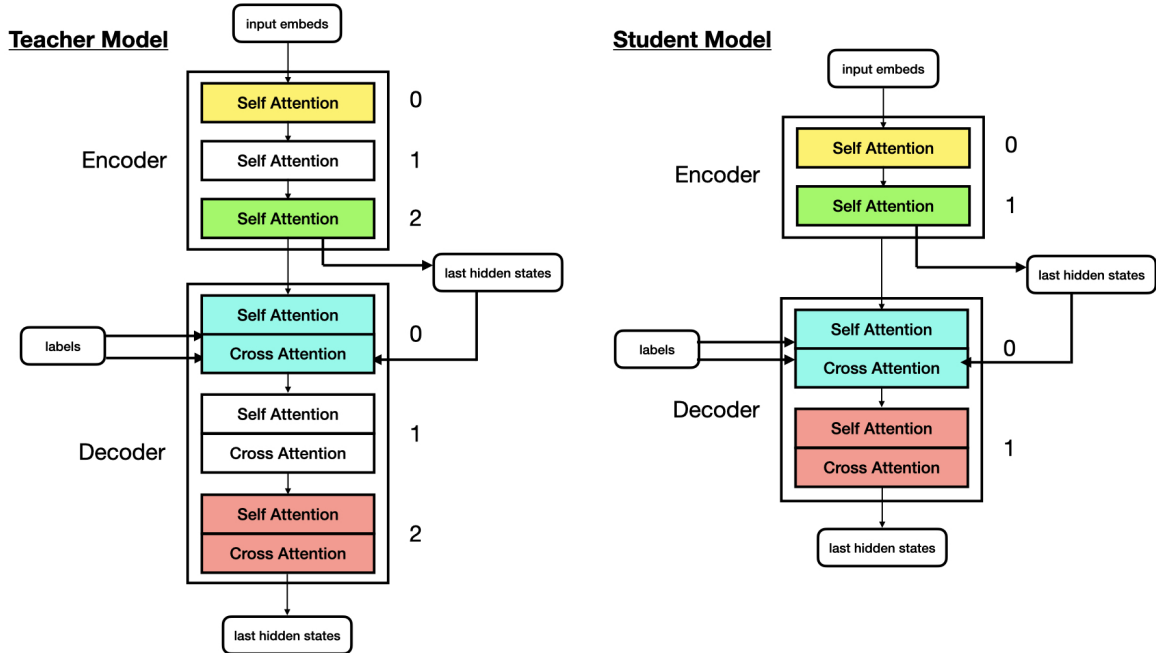 Teacher Model
input embeds
Self Attention
0
Encoder
Self Attention
1
Self Attention
2
last hidden states
Self Attention
0
labels
Cross Attention
Self Attention
1
Decoder
Cross Attention
Self Attention
2
Cross Attention
last hidden states
Student Model
input embeds
Self Attention
0
Encoder
Self Attention
1
last hidden states
Self Attention
0
labels
Cross Attention
Decoder
Self Attention
1
Cross Attention
last hidden states